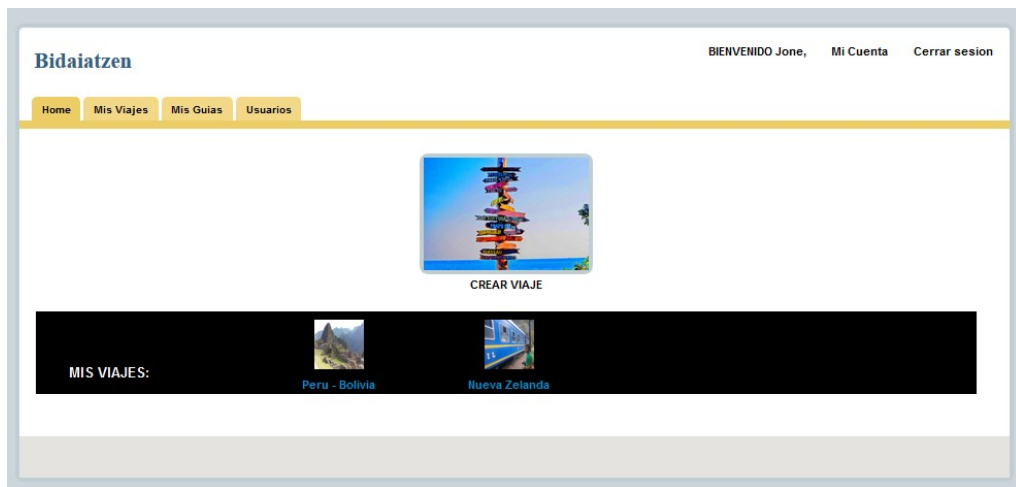 Bidaiatzen
BIENVENIDO Jone, Mi Cuenta Cerrar sesion
Home Mis Viajes Mis Guias Usuarios
CREAR VIAJE
MIS VIAJES:
Peru - Bolivia Nueva Zelanda